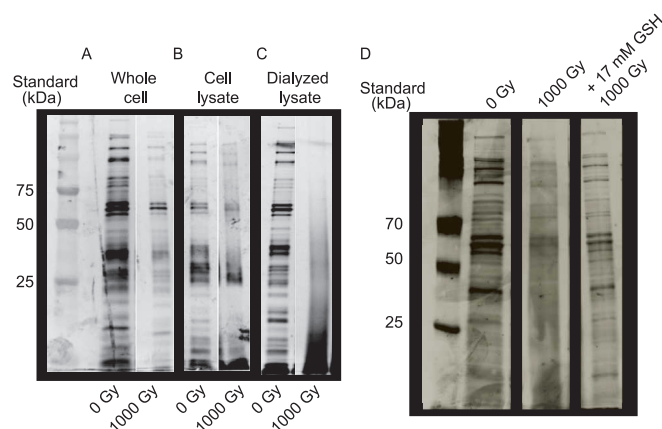 A B C D
Standard
(kDa)
Whole
cell
Cell
lysate
Dialyzed
lysate
75
50
25
0 Gy
1000 Gy
0 Gy
1000 Gy
0 Gy
1000 Gy
Standard
(kDa)
0 Gy
1000 Gy
+ 17 mM GSH
1000 Gy
70
50
25